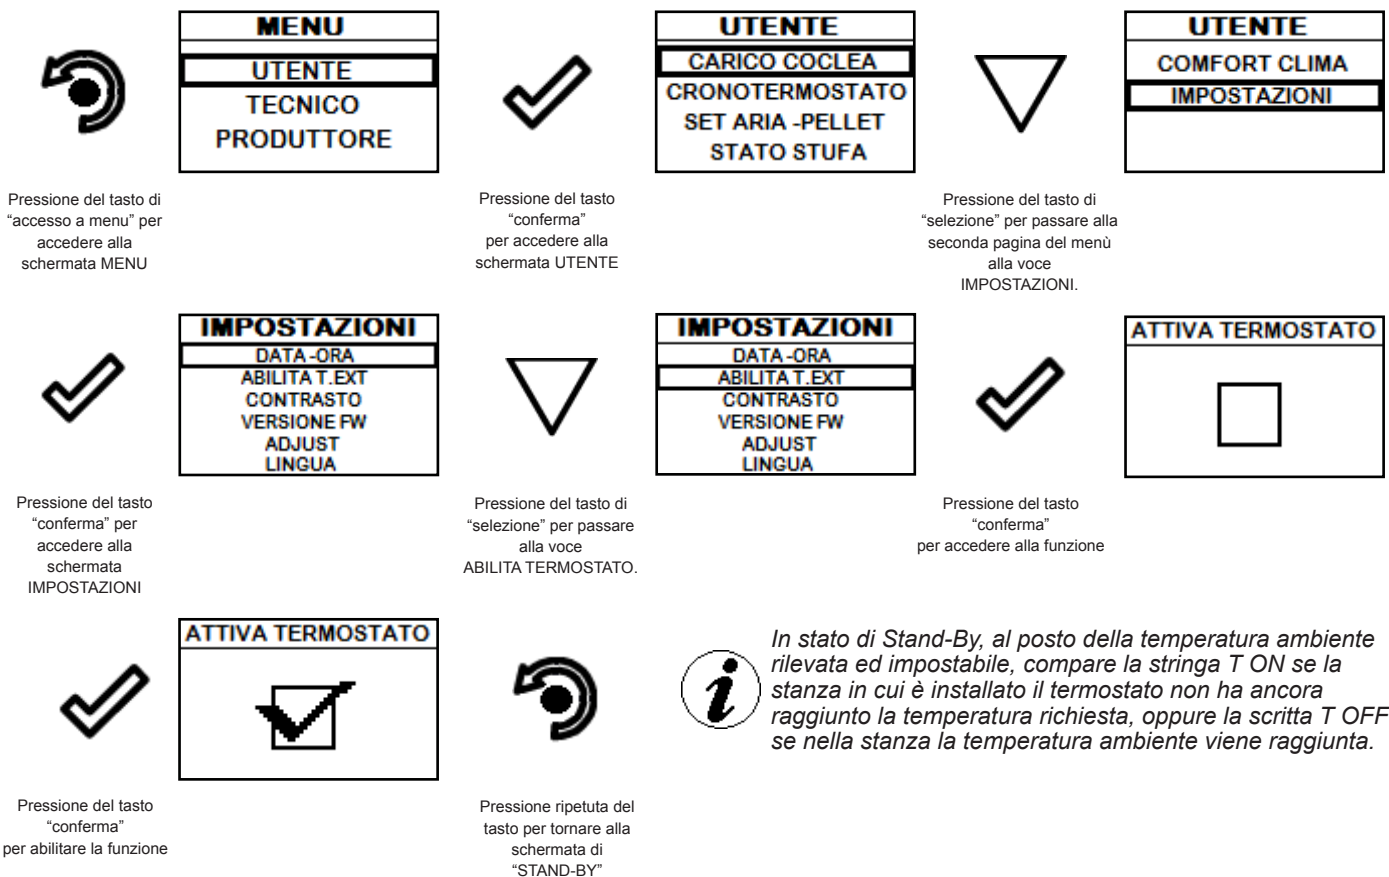 MENU
UTENTE
TECNICO
PRODUTTORE
UTENTE
CARICO COCLEA
CRONOTERMOSTATO
SET ARIA -PELLET
STATO STUFA
UTENTE
COMFORT CLIMA
IMPOSTAZIONI
Pressione del tasto di
“accesso a menu” per
accedere alla
schermata MENU
Pressione del tasto
“conferma”
per accedere alla
schermata UTENTE
Pressione del tasto di
“selezione” per passare alla
seconda pagina del menù
alla voce
IMPOSTAZIONI.
IMPOSTAZIONI
DATA -ORA
ABILITA T.EXT
CONTRASTO
VERSIONE FW
ADJUST
LINGUA
IMPOSTAZIONI
DATA -ORA
ABILITA T.EXT
CONTRASTO
VERSIONE FW
ADJUST
LINGUA
ATTIVA TERMOSTATO
Pressione del tasto
“conferma” per
accedere alla
schermata
IMPOSTAZIONI
Pressione del tasto di
“selezione” per passare
alla voce
ABILITA TERMOSTATO.
Pressione del tasto
“conferma”
per accedere alla funzione
ATTIVA TERMOSTATO
In stato di Stand-By, al posto della temperatura ambiente
rilevata ed impostabile, compare la stringa T ON se la
stanza in cui è installato il termostato non ha ancora
raggiunto la temperatura richiesta, oppure la scritta T OFF
se nella stanza la temperatura ambiente viene raggiunta.
Pressione del tasto
“conferma”
per abilitare la funzione
Pressione ripetuta del
tasto per tornare alla
schermata di
“STAND-BY”